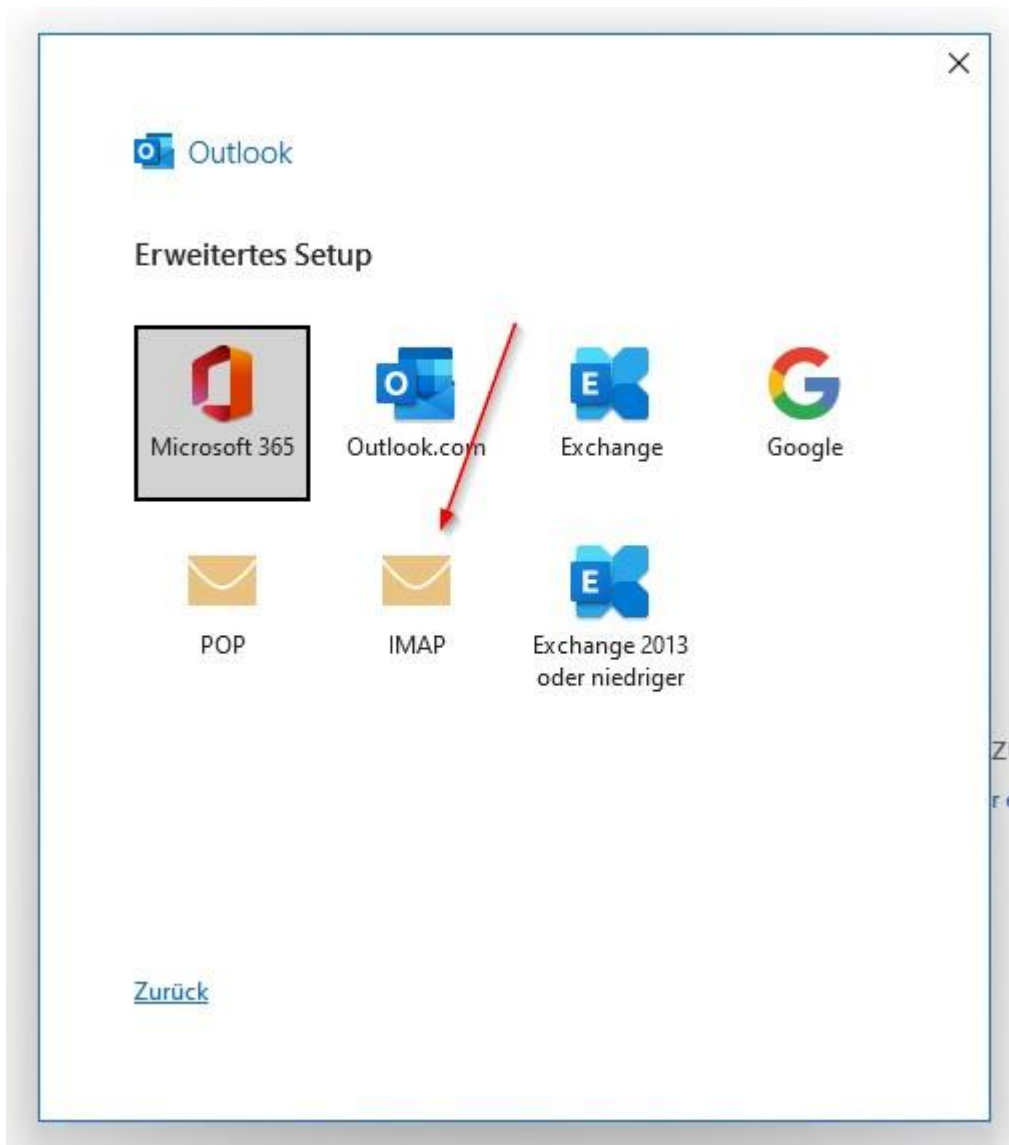 Outlook
Erweitertes Setup
Microsoft 365
Outlook.com
Exchange
Google
POP
IMAP
Exchange 2013
oder niedriger
Zurück